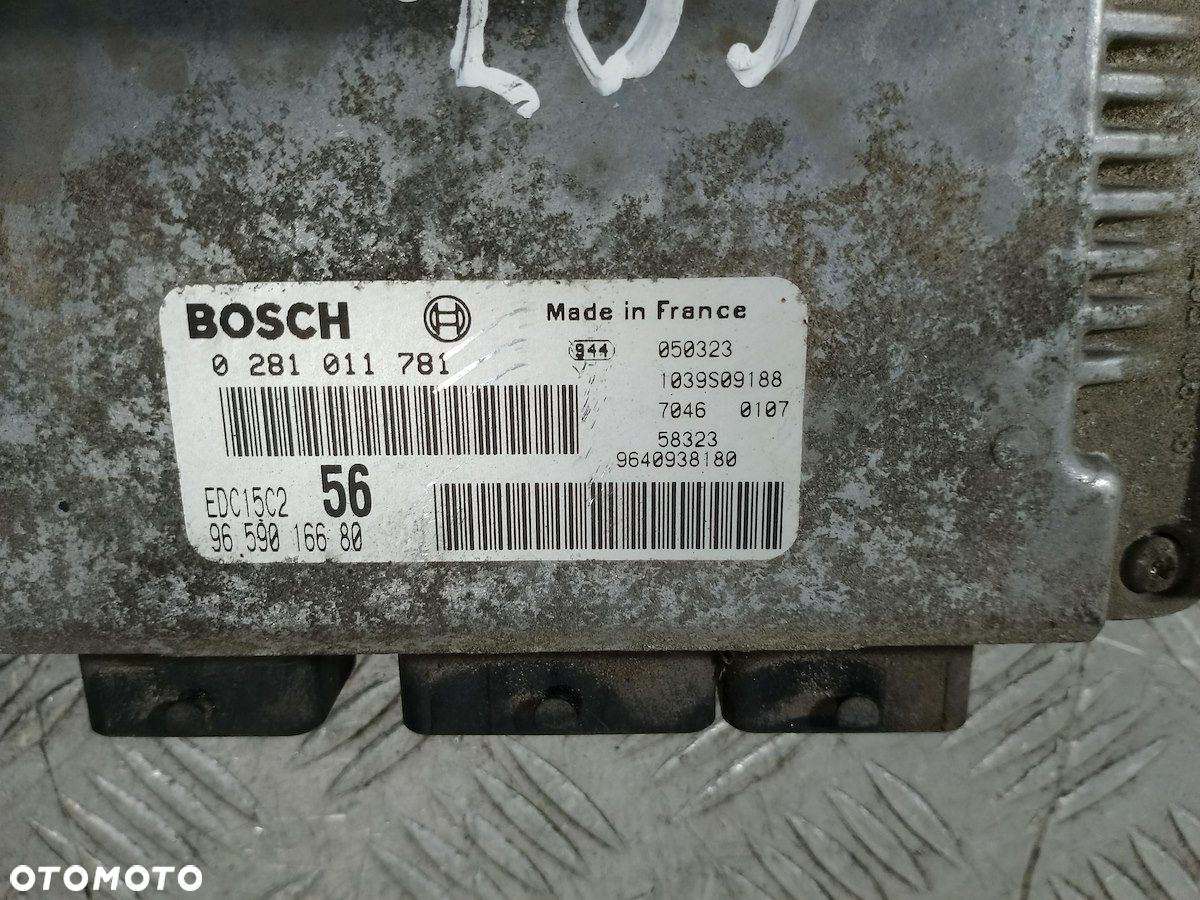 BOSCH
Made in France
0 281 011 781
944 050323
1039S09188
7046 0107
58323
9640938180
EDC15C2 56
96 590 166 80
OTOMOTO